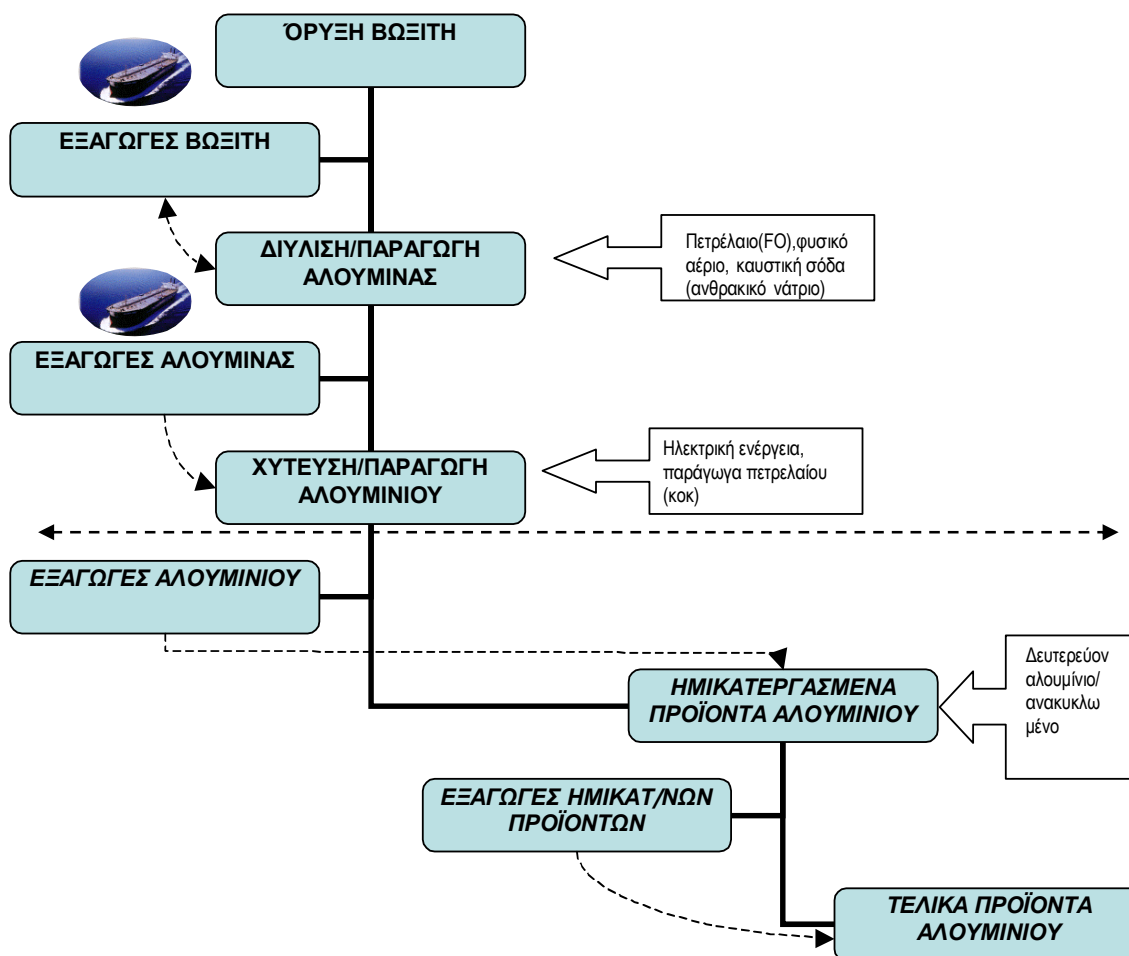 ΌΡΥΞΗ ΒΩΞΙΤΗ
ΕΞΑΓΩΓΕΣ ΒΩΞΙΤΗ
ΔΙΥΛΙΣΗ/ΠΑΡΑΓΩΓΗ
ΑΛΟΥΜΙΝΑΣ
Πετρέλαιο(FO),φυσικό
αέριο, καυστική σόδα
(ανθρακικό νάτριο)
ΕΞΑΓΩΓΕΣ ΑΛΟΥΜΙΝΑΣ
ΧΥΤΕΥΣΗ/ΠΑΡΑΓΩΓΗ
ΑΛΟΥΜΙΝΙΟΥ
Ηλεκτρική ενέργεια,
παράγωγα πετρελαίου
(κοκ)
ΕΞΑΓΩΓΕΣ ΑΛΟΥΜΙΝΙΟΥ
ΗΜΙΚΑΤΕΡΓΑΣΜΕΝΑ
ΠΡΟΪΟΝΤΑ ΑΛΟΥΜΙΝΙΟΥ
Δευτερεύον
αλουμίνιο/
ανακυκλω
μένο
ΕΞΑΓΩΓΕΣ ΗΜΙΚΑΤ/ΝΩΝ
ΠΡΟΪΟΝΤΩΝ
ΤΕΛΙΚΑ ΠΡΟΪΟΝΤΑ
ΑΛΟΥΜΙΝΙΟΥ